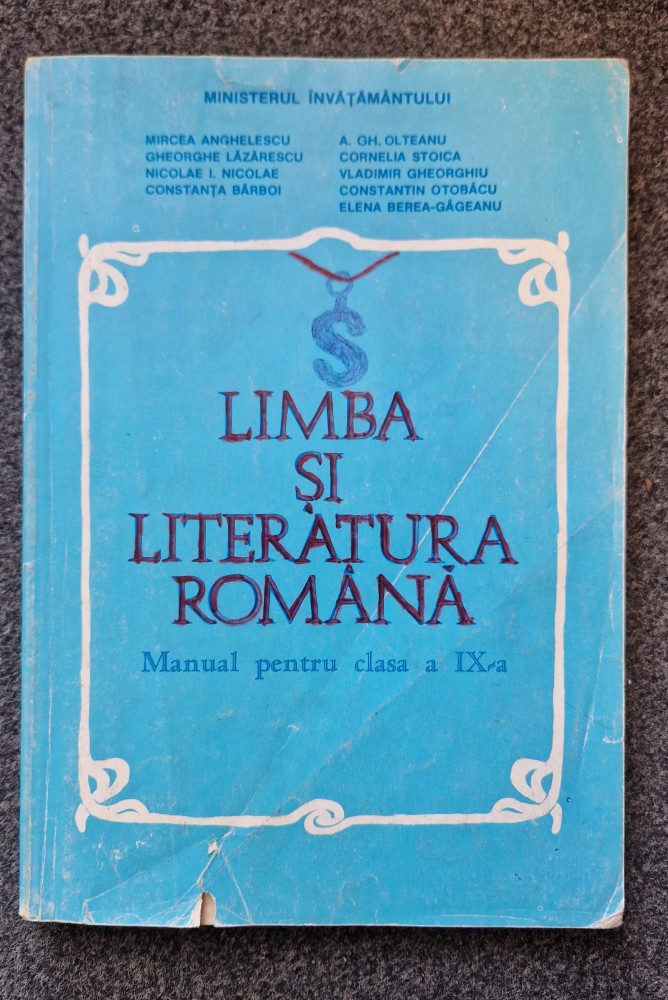 MINISTERUL ÎNVĂȚĂMÂNTULUI
MIRCEA ANGHELESCU
GHEORGHE LĂZĂRESCU
NICOLAE I. NICOLAE
CONSTANȚA BĂRBOI
A. GH. OLTEANU
CORNELIA STOICA
VLADIMIR GHEORGHIU
CONSTANTIN OTOBÂCU
ELENA BEREA-GĂGEANU
S
LIMBA
ȘI
LITERATURA
ROMÂNĂ
Manual pentru clasa a IX-a